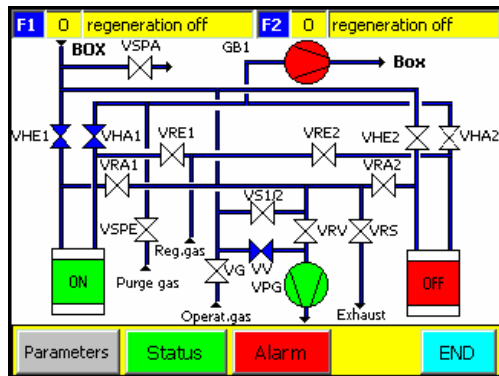 F1 0 regeneration off F2 0 regeneration off
BOX VSPA GB1 Box
VHE1 VHA1 VRE1 VRE2 VHE2 VHA2
VRA1 VRA2
VS1/2
VSPE VRV VRS
Reg.gas
ON Purge gas VG VV OFF
VPG
Operat.gas Exhaust
Parameters Status Alarm END